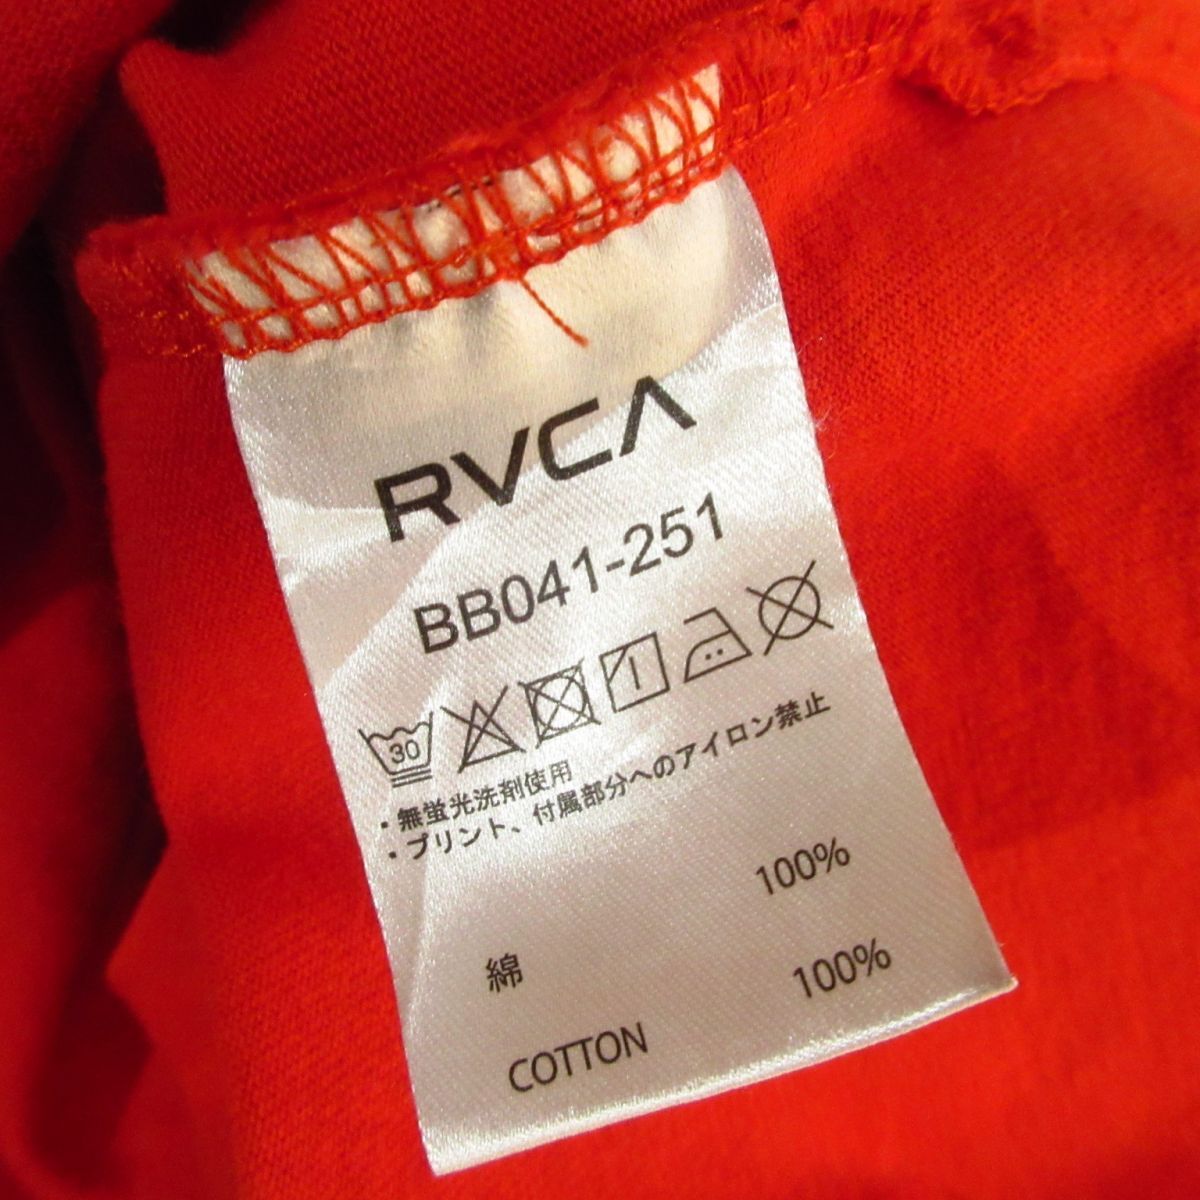 RVCA
BB041-251
30
・無蛍光洗剤使用
・プリント、付属部分へのアイロン禁止
綿 100%
COTTON 100%